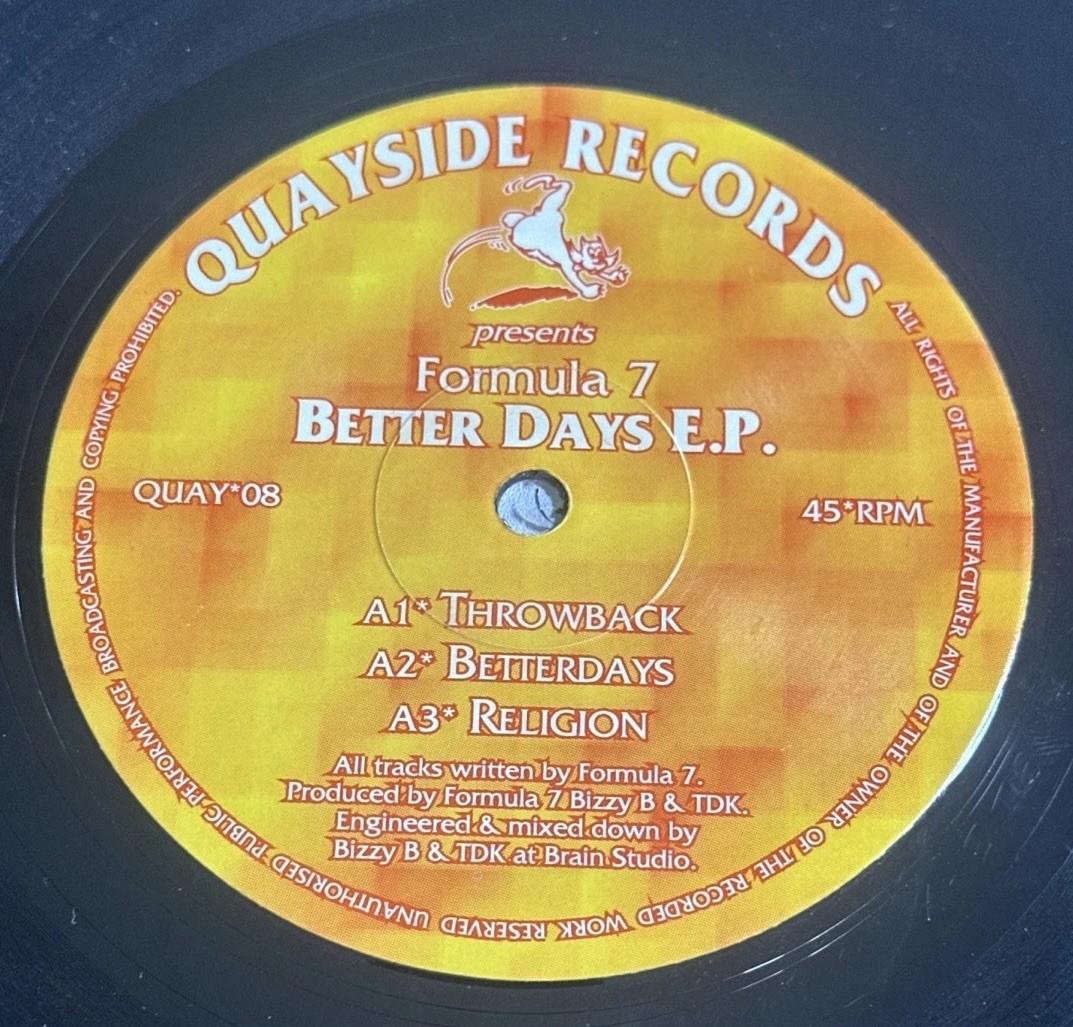 QUAYSIDE RECORDS
presents
Formula 7
BETTER DAYS E.P.
QUAY*08
45*RPM
A1* THROWBACK
A2* BETTERDAYS
A3* RELIGION
All tracks written by Formula 7.
Produced by Formula 7 Bizzy B & TDK.
Engineered & mixed down by
Bizzy B & TDK at Brain Studio.
ALL RIGHTS OF THE MANUFACTURER AND OF THE OWNER OF THE RECORDED WORK RESERVED UNAUTHORISED PUBLIC PERFORMANCE BROADCASTING AND COPYING PROHIBITED.